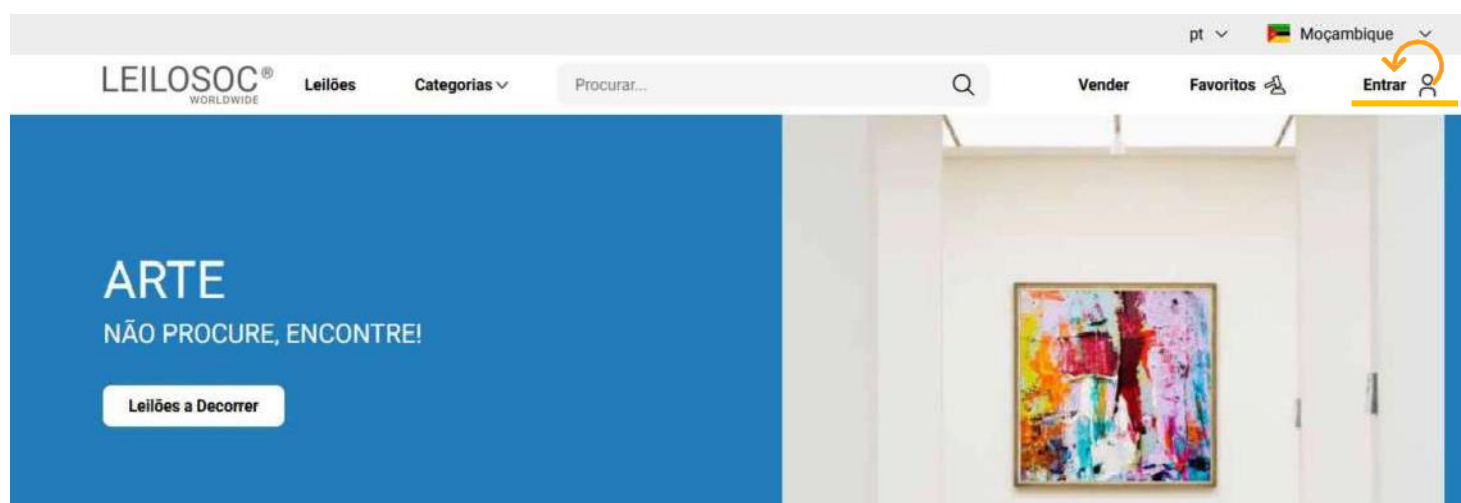 pt Moçambique
LEILOSOC® Leilões Categorias Procurar... Vender Favoritos Entrar
WORLDWIDE
ARTE
NÃO PROCURE, ENCONTRE!
Leilões a Decorrer